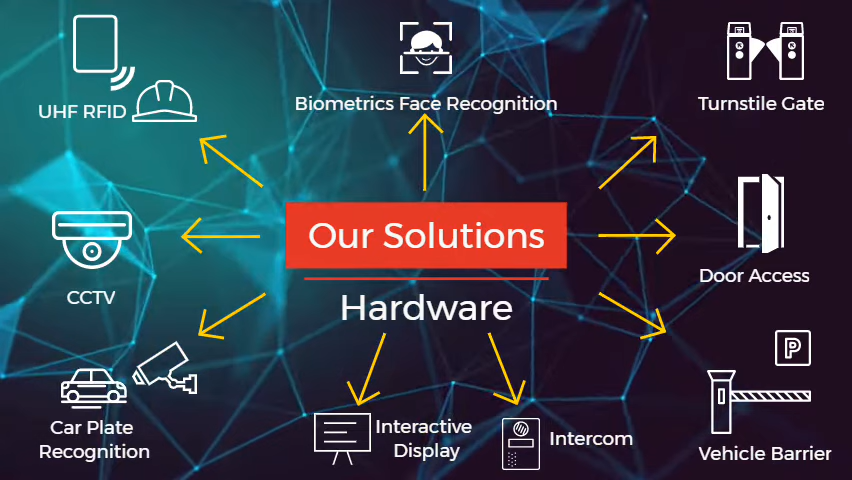 UHF RFID
Biometrics Face Recognition
Turnstile Gate
Our Solutions
Hardware
CCTV
Door Access
P
Car Plate
Recognition
Interactive
Display
Intercom
Vehicle Barrier